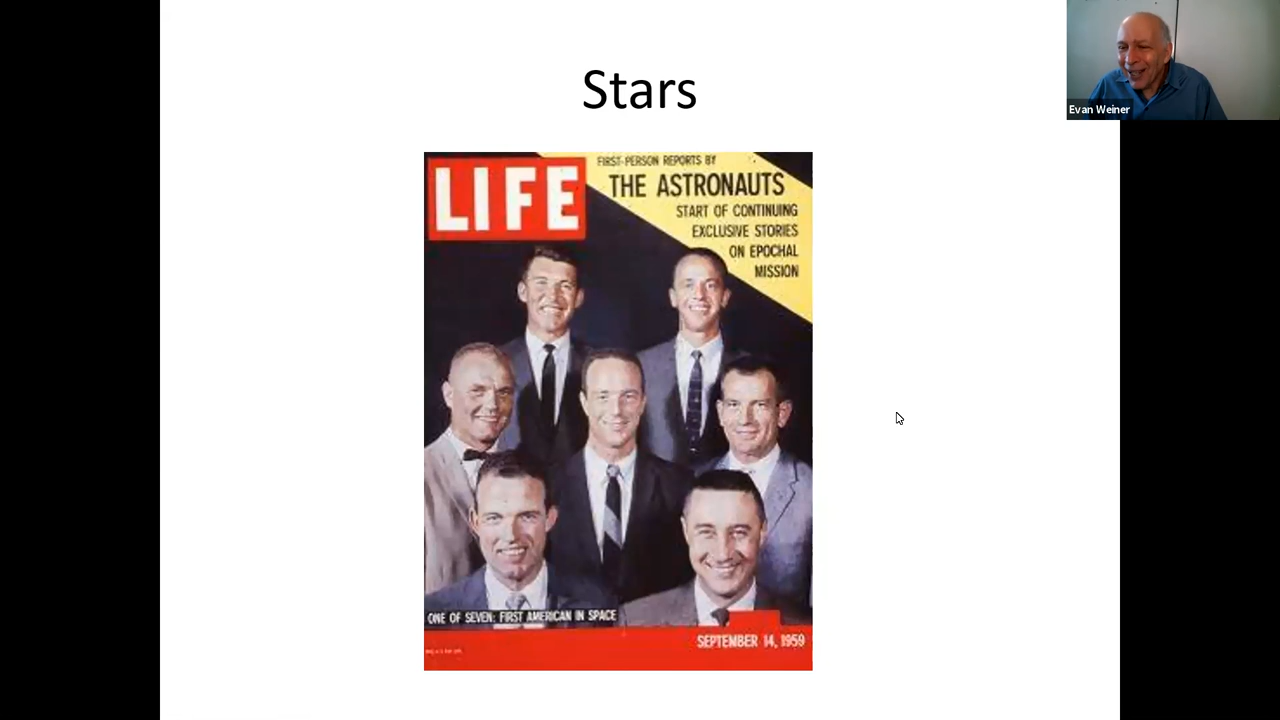 Stars
Evan Weiner
LIFE
FIRST-PERSON REPORTS BY
THE ASTRONAUTS
START OF CONTINUING
EXCLUSIVE STORIES
ON EPOCHAL
MISSION
ONE OF SEVEN: FIRST AMERICAN IN SPACE
SEPTEMBER 14, 1959